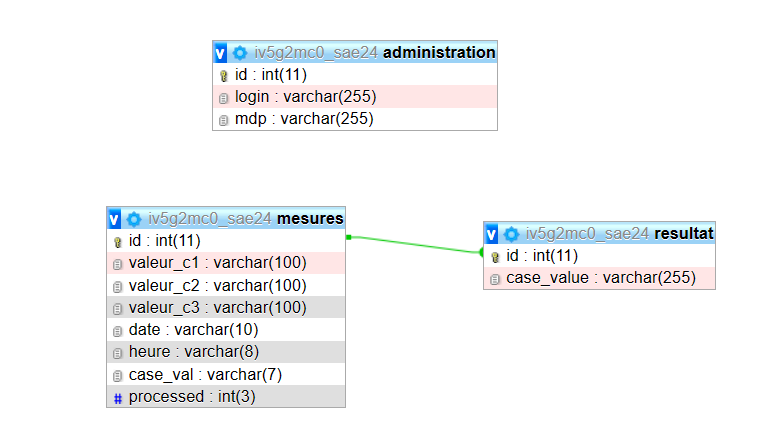 v iv5g2mc0_sae24 administration
id : int(11)
login : varchar(255)
mdp : varchar(255)
v iv5g2mc0_sae24 mesures
id : int(11)
valeur_c1 : varchar(100)
valeur_c2 : varchar(100)
valeur_c3 : varchar(100)
date : varchar(10)
heure : varchar(8)
case_val : varchar(7)
# processed : int(3)
v iv5g2mc0_sae24 resultat
id : int(11)
case_value : varchar(255)